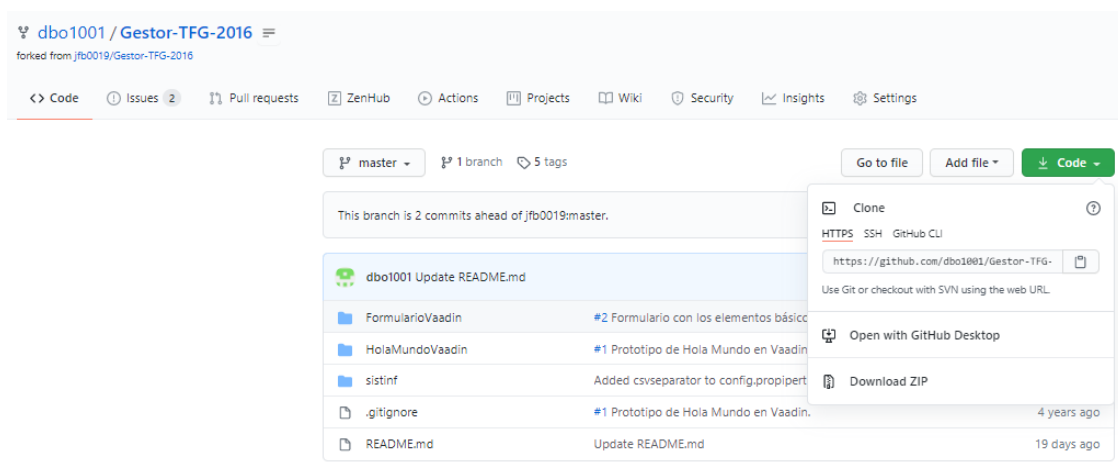 dbo1001 / Gestor-TFG-2016
forked from jfb0019/Gestor-TFG-2016
<> Code Issues 2 Pull requests ZenHub Actions Projects Wiki Security Insights Settings
master 1 branch 5 tags Go to file Add file Code
This branch is 2 commits ahead of jfb0019:master.
Clone
HTTPS SSH GitHub CLI
https://github.com/dbo1001/Gestor-TFG-
Use Git or checkout with SVN using the web URL.
Open with GitHub Desktop
Download ZIP
dbo1001 Update README.md
FormularioVaadin #2 Formulario con los elementos básico
HolaMundoVaadin #1 Prototipo de Hola Mundo en Vaadin
sistinf Added csvseparator to config.propipert
.gitignore #1 Prototipo de Hola Mundo en Vaadin. 4 years ago
README.md Update README.md 19 days ago